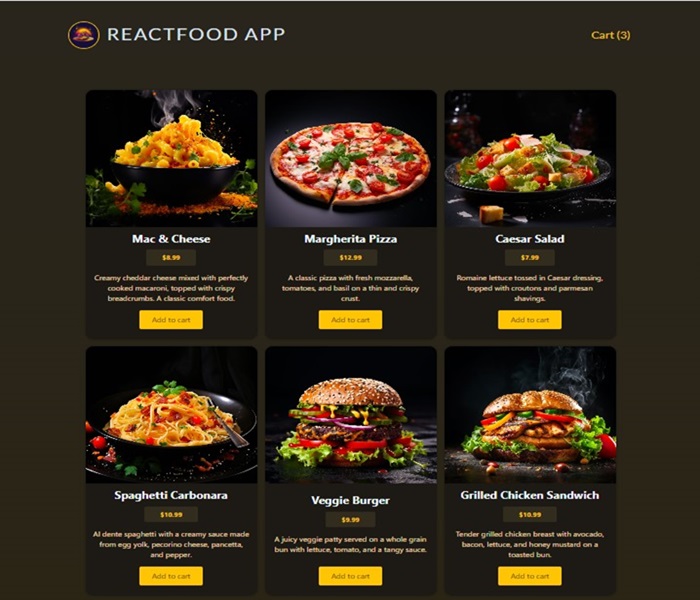 REACTFOOD APP
Cart (3)
Mac & Cheese
$8.99
Creamy cheddar cheese mixed with perfectly
cooked macaroni, topped with crispy
breadcrumbs. A classic comfort food.
Add to cart
Margherita Pizza
$12.99
A classic pizza with fresh mozzarella,
tomatoes, and basil on a thin and crispy
crust.
Add to cart
Caesar Salad
$7.99
Romaine lettuce tossed in Caesar dressing,
topped with croutons and parmesan
shavings.
Add to cart
Spaghetti Carbonara
$10.99
Al dente spaghetti with a creamy sauce made
from egg yolk, pecorino cheese, pancetta,
and pepper.
Add to cart
Veggie Burger
$9.99
A juicy veggie patty served on a whole grain
bun with lettuce, tomato, and a tangy sauce.
Add to cart
Grilled Chicken Sandwich
$10.99
Tender grilled chicken breast with avocado,
bacon, lettuce, and honey mustard on a
toasted bun.
Add to cart